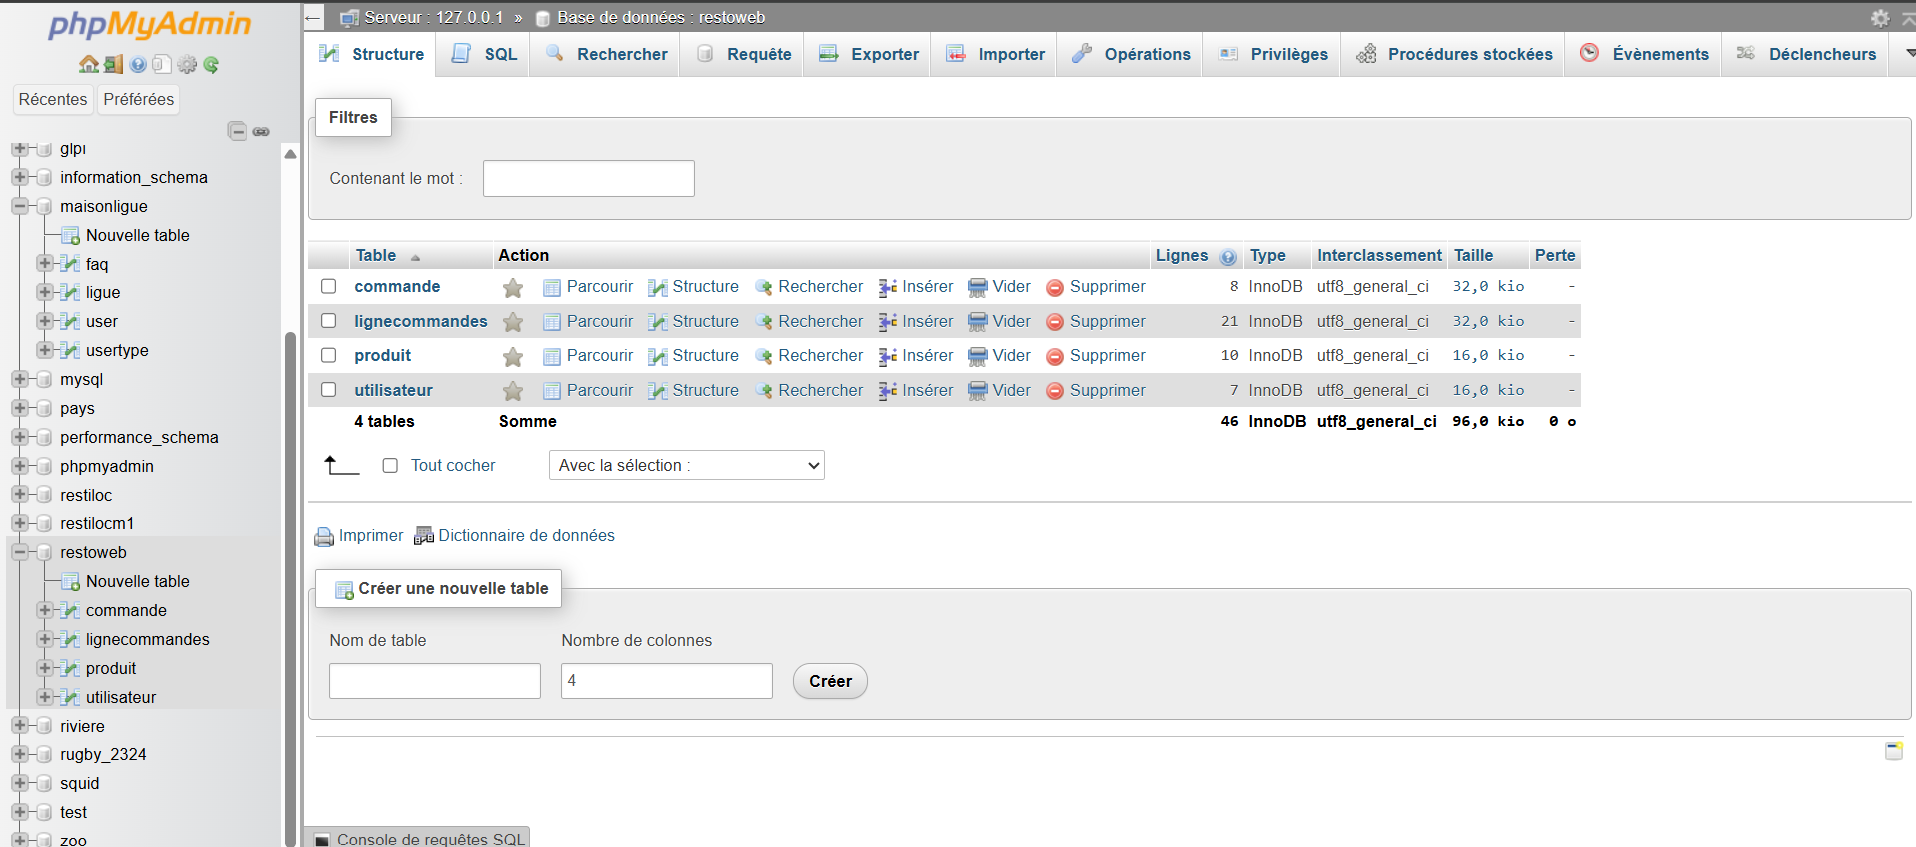 phpMyAdmin
Récentes Préférées
glpi
information_schema
maisonligue
Nouvelle table
faq
ligue
user
usertype
mysql
pays
performance_schema
phpmyadmin
restiloc
restilocm1
restoweb
Nouvelle table
commande
lignecommandes
produit
utilisateur
riviere
rugby_2324
squid
test
zoo
Serveur : 127.0.0.1 » Base de données : restoweb
Structure SQL Rechercher Requête Exporter Importer Opérations Privilèges Procédures stockées Évènements Déclencheurs
Filtres
Contenant le mot :
Table Action Lignes Type Interclassement Taille Perte
commande Parcourir Structure Rechercher Insérer Vider Supprimer 8 InnoDB utf8_general_ci 32,0 kio -
lignecommandes Parcourir Structure Rechercher Insérer Vider Supprimer 21 InnoDB utf8_general_ci 32,0 kio -
produit Parcourir Structure Rechercher Insérer Vider Supprimer 10 InnoDB utf8_general_ci 16,0 kio -
utilisateur Parcourir Structure Rechercher Insérer Vider Supprimer 7 InnoDB utf8_general_ci 16,0 kio -
4 tables Somme 46 InnoDB utf8_general_ci 96,0 kio 0 o
Tout cocher Avec la sélection :
Imprimer Dictionnaire de données
Créer une nouvelle table
Nom de table Nombre de colonnes
4 Créer
Console de requêtes SQL